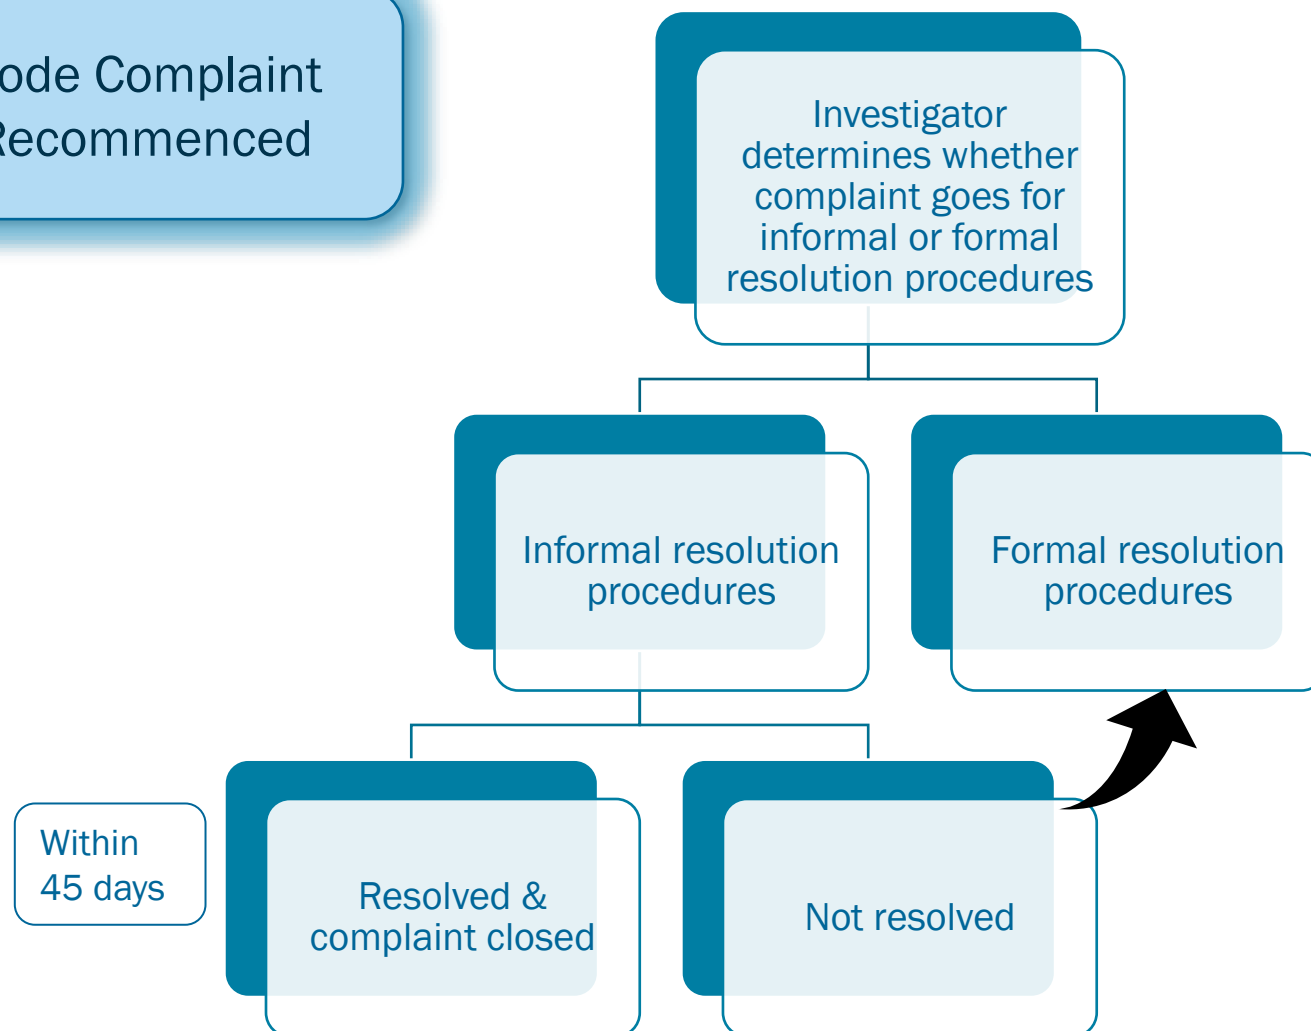 ode Complaint
Recommenced
Investigator
determines whether
complaint goes for
informal or formal
resolution procedures
Informal resolution
procedures
Formal resolution
procedures
Within
45 days
Resolved &
complaint closed
Not resolved